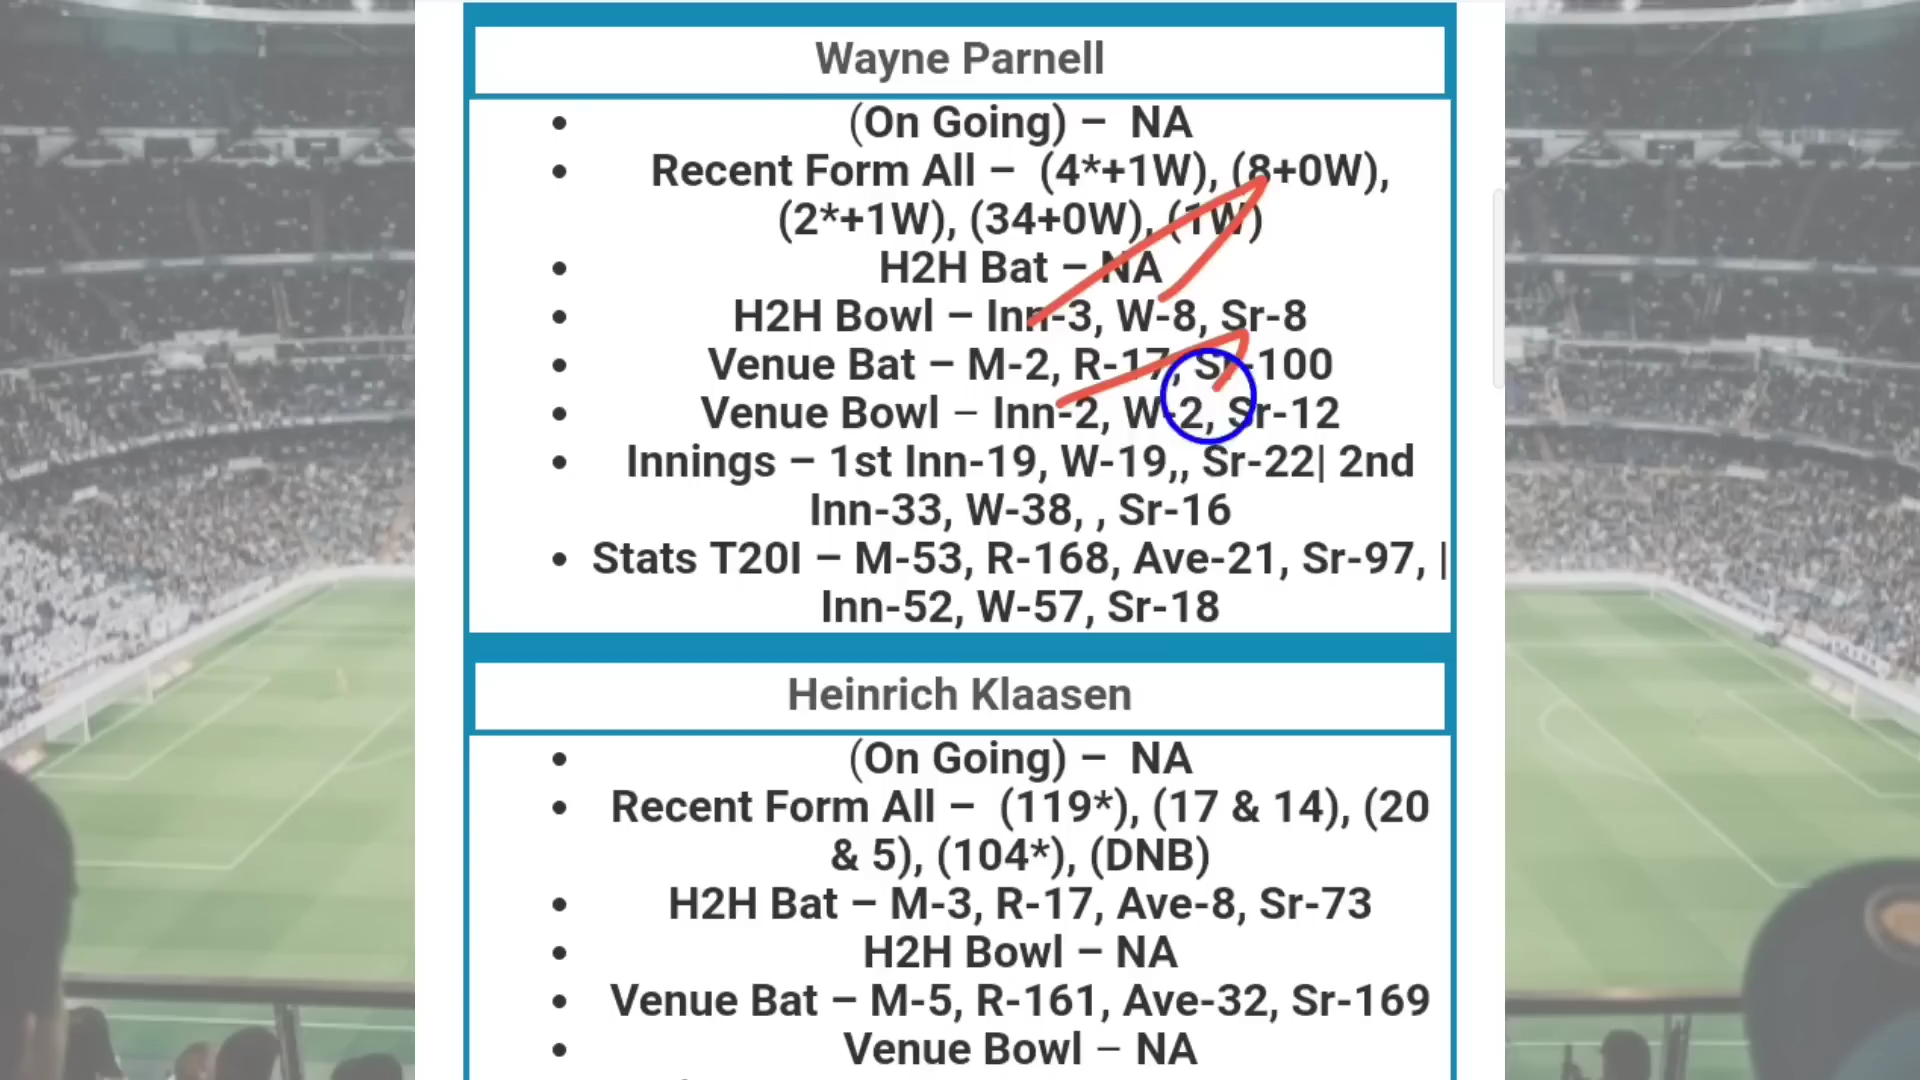 Wayne Parnell
(On Going) – NA
Recent Form All – (4*+1W), (8+0W),
(2*+1W), (34+0W), (1W)
H2H Bat – NA
H2H Bowl – Inn-3, W-8, Sr-8
Venue Bat – M-2, R-17, Sr-100
Venue Bowl – Inn-2, W-2, Sr-12
Innings – 1st Inn-19, W-19,, Sr-22| 2nd
Inn-33, W-38, , Sr-16
Stats T20I – M-53, R-168, Ave-21, Sr-97, |
Inn-52, W-57, Sr-18
Heinrich Klaasen
(On Going) – NA
Recent Form All – (119*), (17 & 14), (20
& 5), (104*), (DNB)
H2H Bat – M-3, R-17, Ave-8, Sr-73
H2H Bowl – NA
Venue Bat – M-5, R-161, Ave-32, Sr-169
Venue Bowl – NA